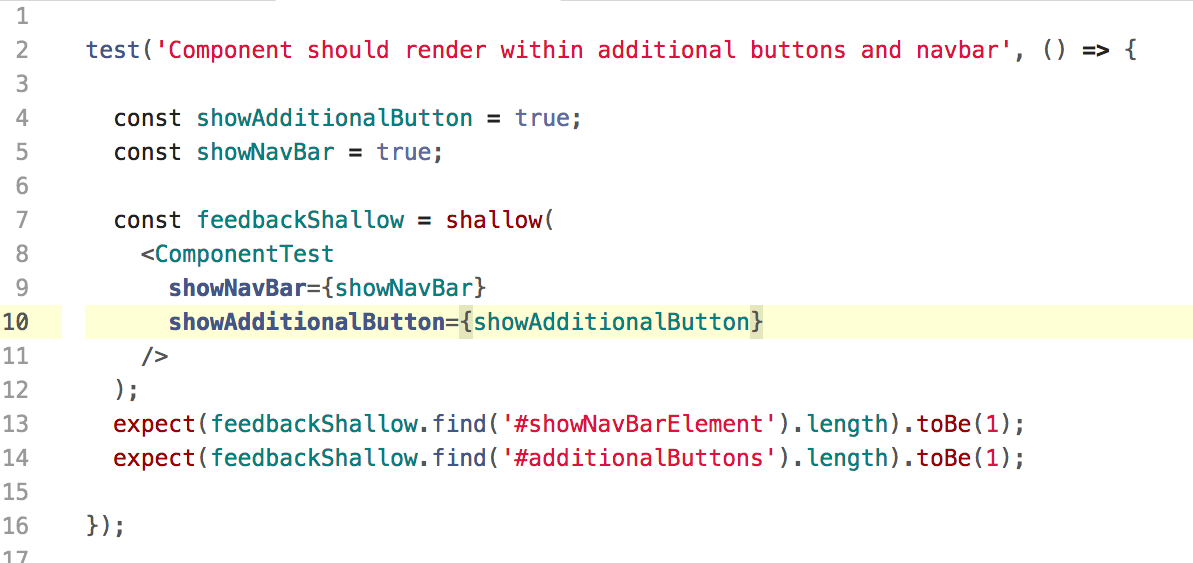 1
2 test('Component should render within additional buttons and navbar', () => {
3
4 const showAdditionalButton = true;
5 const showNavBar = true;
6
7 const feedbackShallow = shallow(
8 <ComponentTest
9 showNavBar={showNavBar}
10 showAdditionalButton={showAdditionalButton}
11 />
12 );
13 expect(feedbackShallow.find('#showNavBarElement').length).toBe(1);
14 expect(feedbackShallow.find('#additionalButtons').length).toBe(1);
15
16 });
17